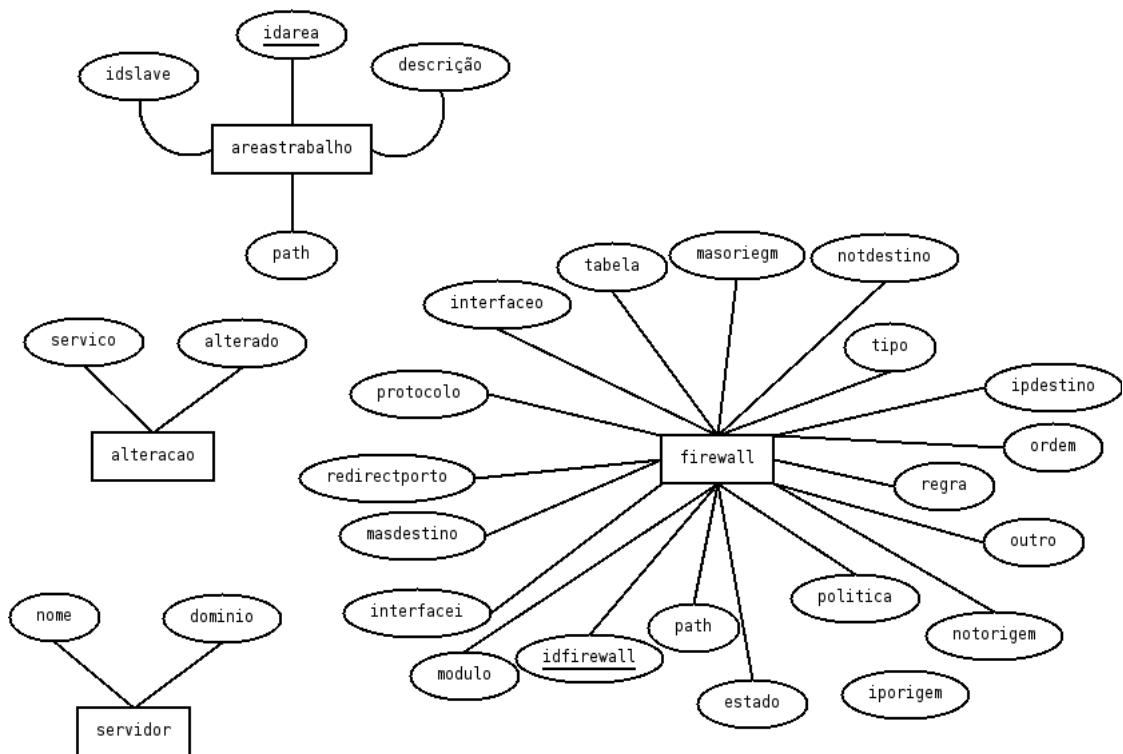 idarea
idslave
descrição
areastrabalho
path
servico
alterado
alteracao
nome
dominio
servidor
interfaceo
tabela
masoriegm
notdestino
tipo
protocolo
ipdestino
ordem
firewall
redirectporto
regra
masdestino
outro
interfacei
politica
path
notorigem
idfirewall
modulo
estado
iporigem